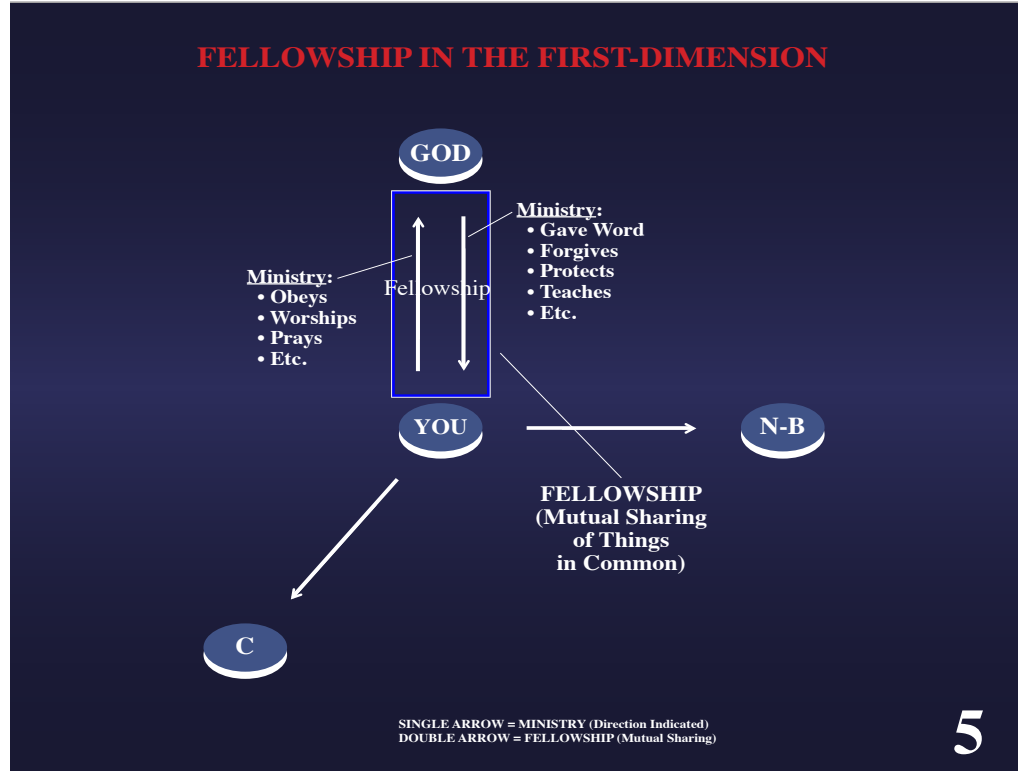 FELLOWSHIP IN THE FIRST-DIMENSION
GOD
Ministry:
• Gave Word
• Forgives
• Protects
• Teaches
• Etc.
Ministry:
• Obeys
• Worships
• Prays
• Etc.
Fellowship
YOU
N-B
FELLOWSHIP
(Mutual Sharing
of Things
in Common)
C
SINGLE ARROW = MINISTRY (Direction Indicated)
DOUBLE ARROW = FELLOWSHIP (Mutual Sharing)
5